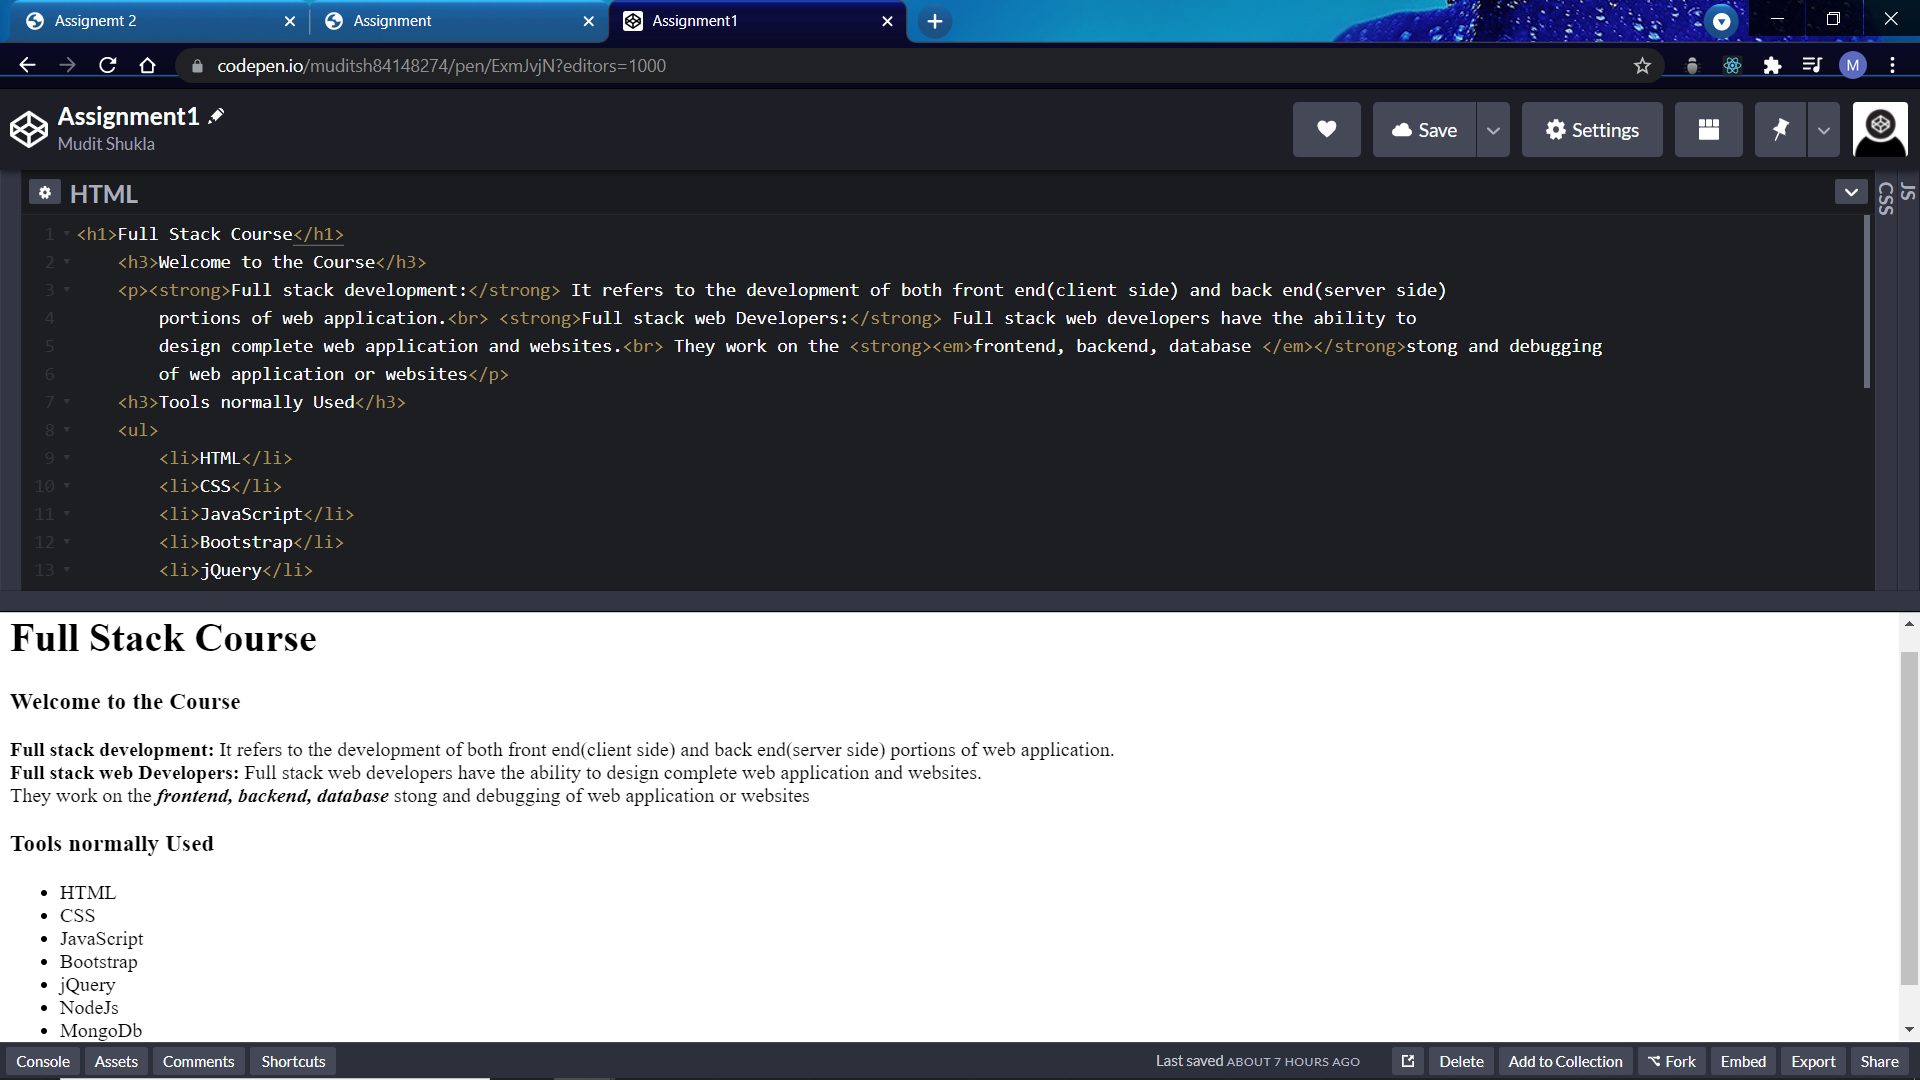 Assignemt 2
Assignment
Assignment1
codepen.io/muditsh84148274/pen/ExmJvjN?editors=1000
M
Assignment1
Mudit Shukla
Save
Settings
HTML
CSS
JS
1 <h1>Full Stack Course</h1>
2 <h3>Welcome to the Course</h3>
3 <p><strong>Full stack development:</strong> It refers to the development of both front end(client side) and back end(server side)
4 portions of web application.<br> <strong>Full stack web Developers:</strong> Full stack web developers have the ability to
5 design complete web application and websites.<br> They work on the <strong><em>frontend, backend, database </em></strong>stong and debugging
6 of web application or websites</p>
7 <h3>Tools normally Used</h3>
8 <ul>
9 <li>HTML</li>
10 <li>CSS</li>
11 <li>JavaScript</li>
12 <li>Bootstrap</li>
13 <li>jQuery</li>
Full Stack Course
Welcome to the Course
Full stack development: It refers to the development of both front end(client side) and back end(server side) portions of web application.
Full stack web Developers: Full stack web developers have the ability to design complete web application and websites.
They work on the frontend, backend, database stong and debugging of web application or websites
Tools normally Used
• HTML
• CSS
• JavaScript
• Bootstrap
• jQuery
• NodeJs
• MongoDb
Console
Assets
Comments
Shortcuts
Last saved ABOUT 7 HOURS AGO
Delete
Add to Collection
Fork
Embed
Export
Share